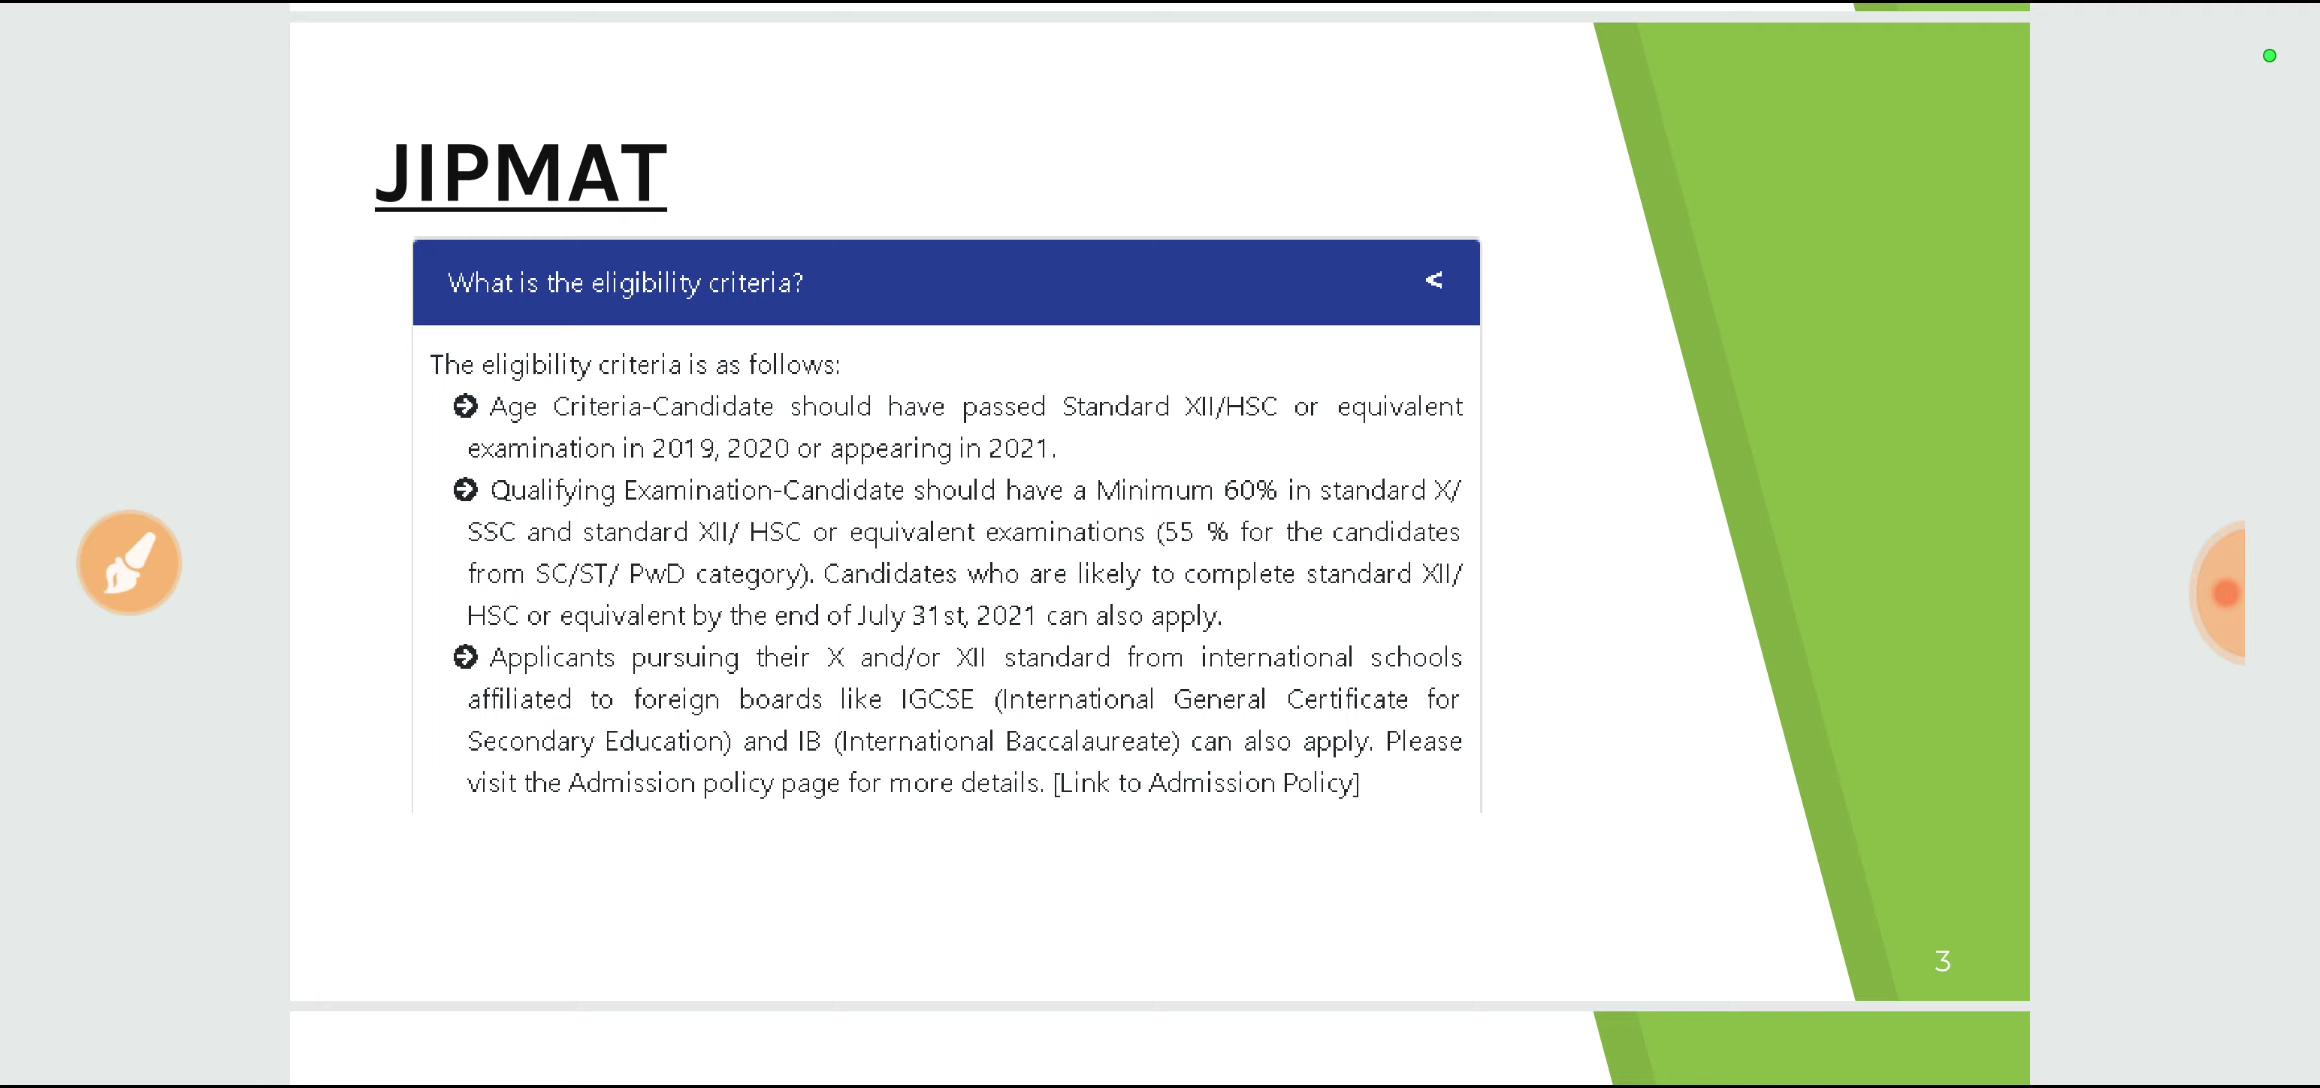 JIPMAT
What is the eligibility criteria? <
The eligibility criteria is as follows:
Age Criteria-Candidate should have passed Standard XII/HSC or equivalent
examination in 2019, 2020 or appearing in 2021.
Qualifying Examination-Candidate should have a Minimum 60% in standard X/
SSC and standard XII/ HSC or equivalent examinations (55 % for the candidates
from SC/ST/ PwD category). Candidates who are likely to complete standard XII/
HSC or equivalent by the end of July 31st, 2021 can also apply.
Applicants pursuing their X and/or XII standard from international schools
affiliated to foreign boards like IGCSE (International General Certificate for
Secondary Education) and IB (International Baccalaureate) can also apply. Please
visit the Admission policy page for more details. [Link to Admission Policy]
3